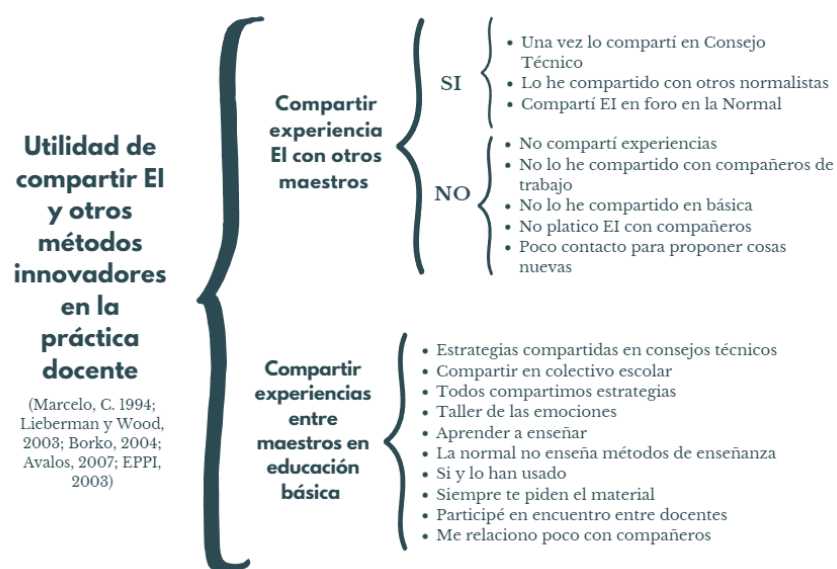 Utilidad de
compartir EI
y otros
métodos
innovadores
en la
práctica
docente
(Marcelo, C. 1994;
Lieberman y Wood,
2003; Borko, 2004;
Avalos, 2007; EPPI,
2003)
Compartir
experiencia
EI con otros
maestros
SI
• Una vez lo compartí en Consejo
Técnico
• Lo he compartido con otros normalistas
• Compartí EI en foro en la Normal
NO
• No compartí experiencias
• No lo he compartido con compañeros de
trabajo
• No lo he compartido en básica
• No platico EI con compañeros
• Poco contacto para proponer cosas
nuevas
Compartir
experiencias
entre
maestros en
educación
básica
• Estrategias compartidas en consejos técnicos
• Compartir en colectivo escolar
• Todos compartimos estrategias
• Taller de las emociones
• Aprender a enseñar
• La normal no enseña métodos de enseñanza
• Si y lo han usado
• Siempre te piden el material
• Participé en encuentro entre docentes
• Me relaciono poco con compañeros